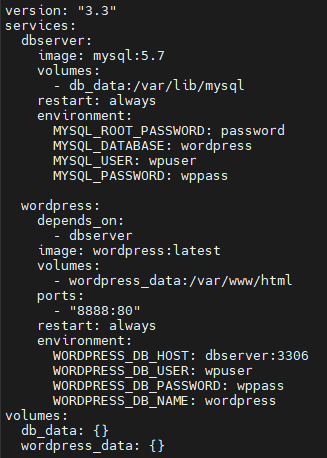 version: "3.3"
services:
  dbserver:
    image: mysql:5.7
    volumes:
      - db_data:/var/lib/mysql
    restart: always
    environment:
      MYSQL_ROOT_PASSWORD: password
      MYSQL_DATABASE: wordpress
      MYSQL_USER: wpuser
      MYSQL_PASSWORD: wppass

  wordpress:
    depends_on:
      - dbserver
    image: wordpress:latest
    volumes:
      - wordpress_data:/var/www/html
    ports:
      - "8888:80"
    restart: always
    environment:
      WORDPRESS_DB_HOST: dbserver:3306
      WORDPRESS_DB_USER: wpuser
      WORDPRESS_DB_PASSWORD: wppass
      WORDPRESS_DB_NAME: wordpress
volumes:
  db_data: {}
  wordpress_data: {}